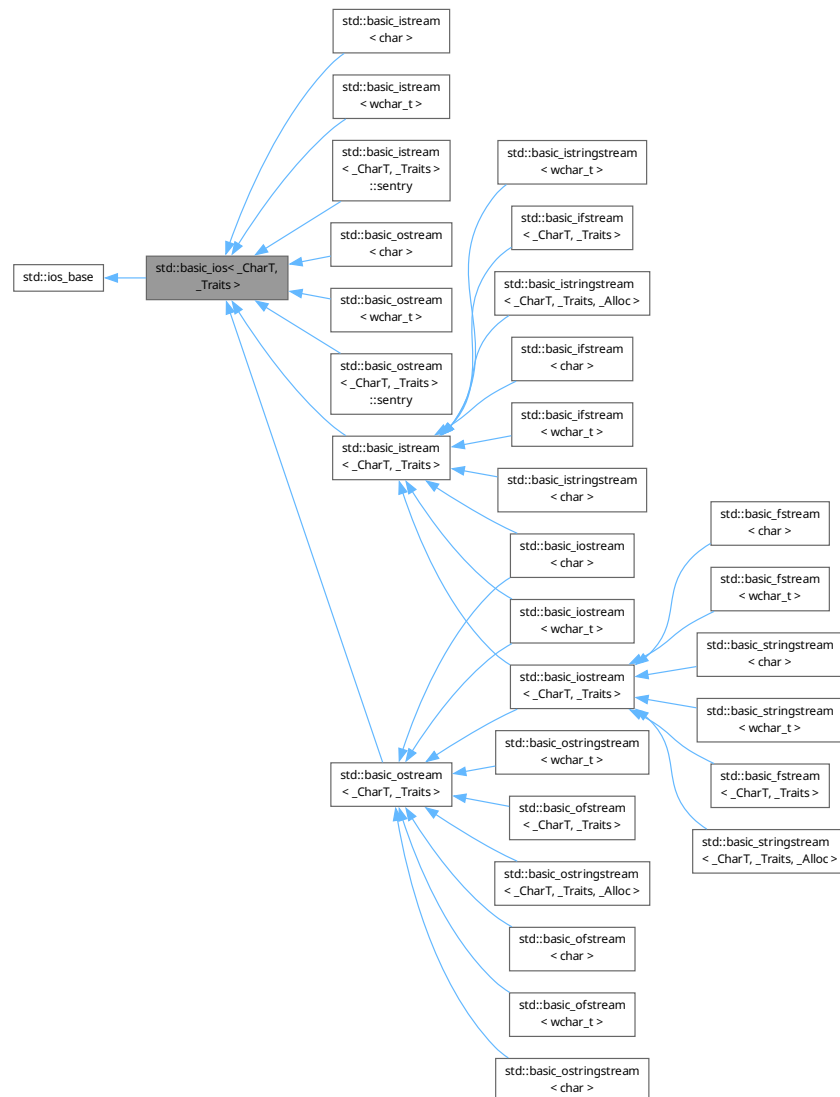 std::basic_istream
< char >
std::basic_istream
< wchar_t >
std::basic_istream
< _CharT, _Traits >
::sentry
std::basic_ostream
< char >
std::ios_base
std::basic_ios< _CharT,
_Traits >
std::basic_ostream
< wchar_t >
std::basic_ostream
< _CharT, _Traits >
::sentry
std::basic_istream
< _CharT, _Traits >
std::basic_ostream
< _CharT, _Traits >
std::basic_istringstream
< wchar_t >
std::basic_ifstream
< _CharT, _Traits >
std::basic_istringstream
< _CharT, _Traits, _Alloc >
std::basic_ifstream
< char >
std::basic_ifstream
< wchar_t >
std::basic_istringstream
< char >
std::basic_iostream
< char >
std::basic_iostream
< wchar_t >
std::basic_iostream
< _CharT, _Traits >
std::basic_ostringstream
< wchar_t >
std::basic_ofstream
< _CharT, _Traits >
std::basic_ostringstream
< _CharT, _Traits, _Alloc >
std::basic_ofstream
< char >
std::basic_ofstream
< wchar_t >
std::basic_ostringstream
< char >
std::basic_fstream
< char >
std::basic_fstream
< wchar_t >
std::basic_stringstream
< char >
std::basic_stringstream
< wchar_t >
std::basic_fstream
< _CharT, _Traits >
std::basic_stringstream
< _CharT, _Traits, _Alloc >